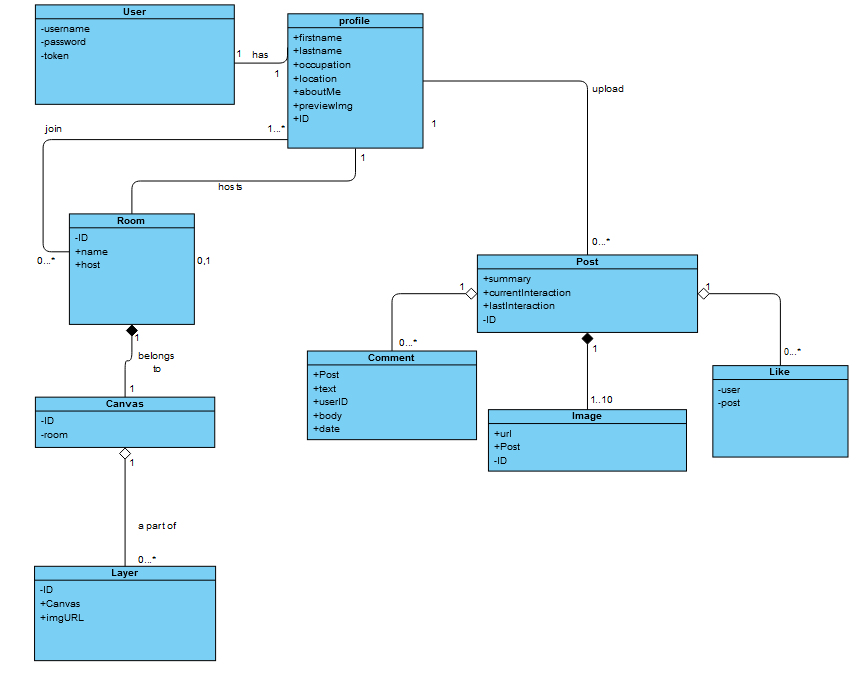 User
-username
-password
-token
1 has
1
profile
+firstname
+lastname
+occupation
+location
+aboutMe
+previewImg
+ID
upload
1
join
1...*
1
hosts
Room
-ID
+name
+host
0...*
0,1
0...*
Post
+summary
+currentInteraction
+lastInteraction
-ID
1
1
1
belongs
to
1
1
0...*
0...*
Comment
+Post
+text
+userID
+body
+date
Like
-user
-post
1..10
Image
+url
+Post
-ID
Canvas
-ID
-room
1
a part of
0...*
Layer
-ID
+Canvas
+imgURL